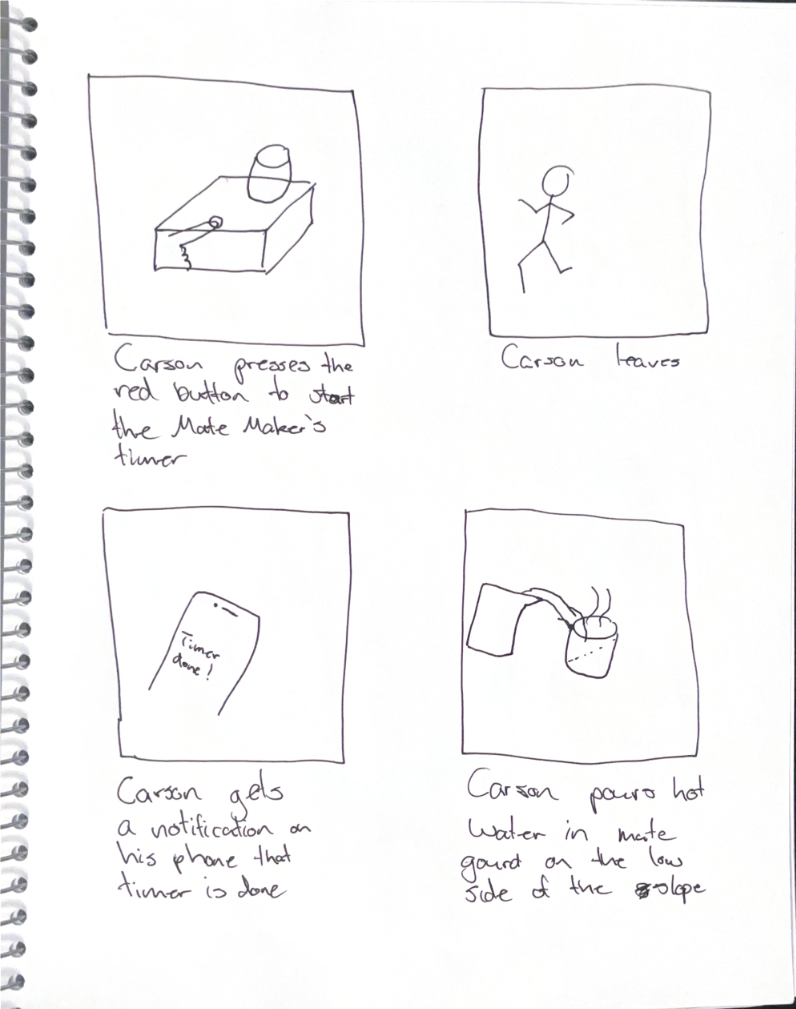 Carson presses the
red button to start
the Mate Maker's
timer
Carson leaves
Timer
done!
Carson gets
a notification on
his phone that
timer is done
Carson pours hot
water in mate
gourd on the low
side of the slope